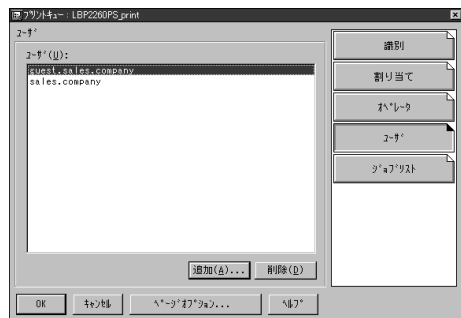 ﾌﾟﾘﾝﾄｷｭｰ : LBP2260PS_print
ﾕｰｻﾞ
ﾕｰｻﾞ(U):
guest.sales.company
sales.company
追加(A)...
削除(D)
識別
割り当て
ｵﾍﾟﾚｰﾀ
ﾕｰｻﾞ
ｼﾞｮﾌﾞﾘｽﾄ
OK
ｷｬﾝｾﾙ
ﾍﾟｰｼﾞｵﾌﾟｼｮﾝ...
ﾍﾙﾌﾟ